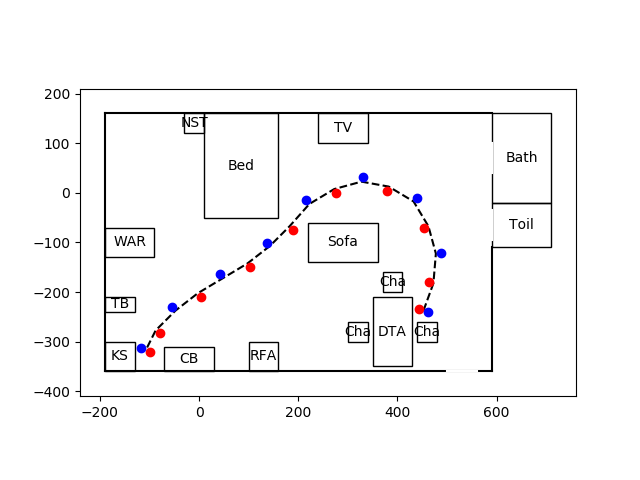 200
NST
TV
100
Bed
Bath
0
Toil
WAR
Sofa
−100
Cha
−200
TB
Cha
DTA
Cha
−300
KS
CB
RFA
−400
−200
0
200
400
600